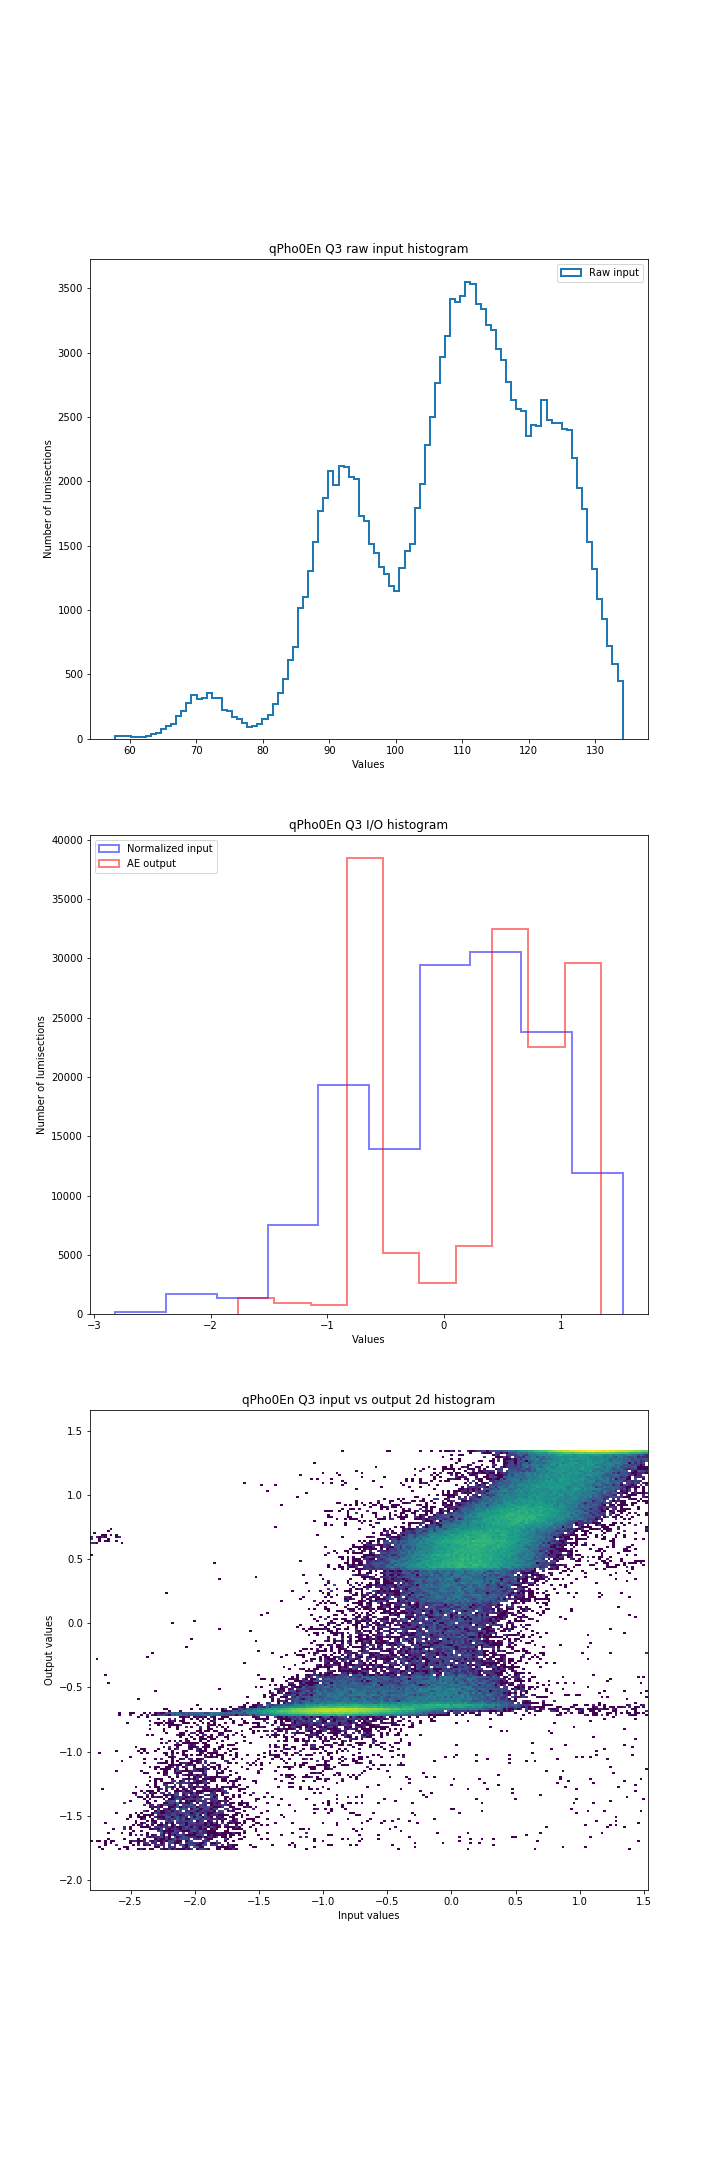 qPho0En Q3 raw input histogram
Raw input
3500
3000
2500
2000
1500
1000
500
0
Number of lumisections
60 70 80 90 100 110 120 130
Values
qPho0En Q3 I/O histogram
Normalized input
AE output
40000
35000
30000
25000
20000
15000
10000
5000
0
Number of lumisections
−3 −2 −1 0 1
Values
qPho0En Q3 input vs output 2d histogram
1.5
1.0
0.5
0.0
−0.5
−1.0
−1.5
−2.0
Output values
−2.5 −2.0 −1.5 −1.0 −0.5 0.0 0.5 1.0 1.5
Input values